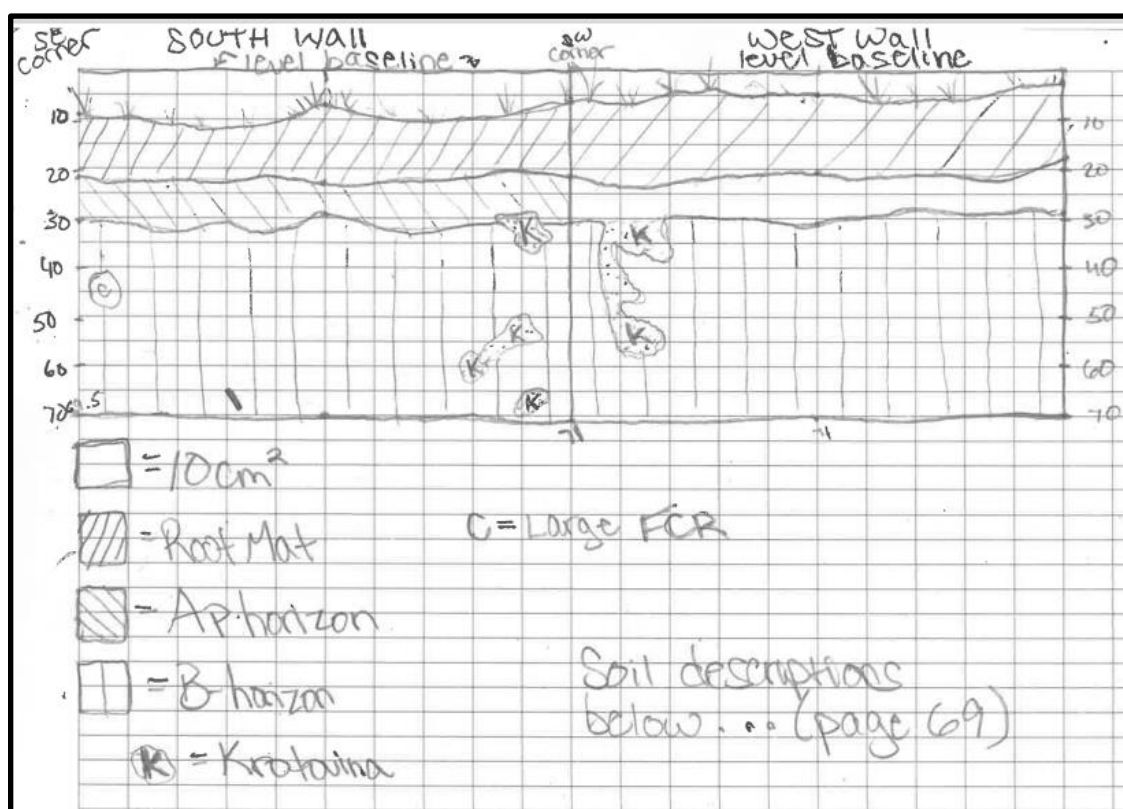 SE corner
SOUTH Wall
SW corner
WEST Wall
level baseline
level baseline
10
20
30
40
50
60
70
10
20
30
40
50
60
70
K
K
K
K
K
K
C
71
71
= 10cm²
= Root Mat
C = Large FCR
= Ap horizon
= B-horizon
K = Krotovina
Soil descriptions
below... (page 69)